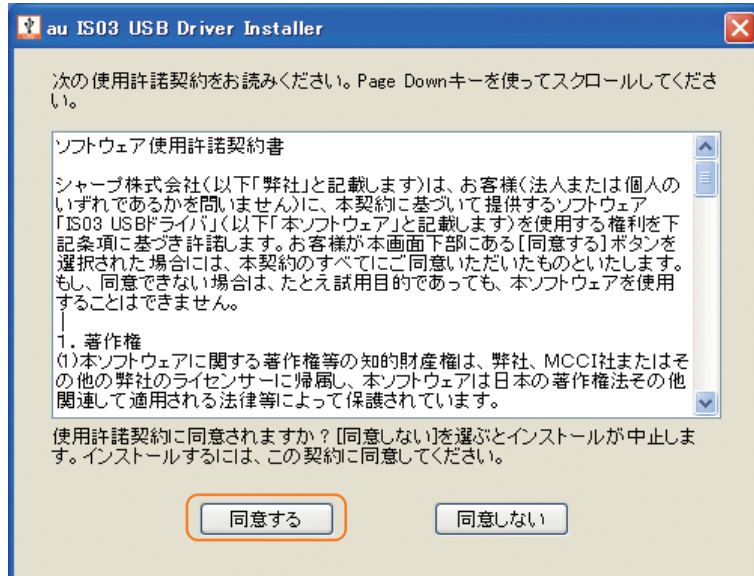 au IS03 USB Driver Installer
次の使用許諾契約をお読みください。Page Downキーを使ってスクロールしてくださ
い。
ソフトウェア使用許諾契約書
シャープ株式会社(以下「弊社」と記載します)は、お客様(法人または個人の
いずれであるかを問いません)に、本契約に基づいて提供するソフトウェア
「IS03 USBドライバ」(以下「本ソフトウェア」と記載します)を使用する権利を下
記条項に基づき許諾します。お客様が本画面下部にある[同意する]ボタンを
選択された場合には、本契約のすべてにご同意いただいたものといたします。
もし、同意できない場合は、たとえ試用目的であっても、本ソフトウェアを使用
することはできません。
1. 著作権
(1)本ソフトウェアに関する著作権等の知的財産権は、弊社、MCCI社またはそ
の他の弊社のライセンサーに帰属し、本ソフトウェアは日本の著作権法その他
関連して適用される法律等によって保護されています。
使用許諾契約に同意されますか?[同意しない]を選ぶとインストールが中止しま
す。インストールするには、この契約に同意してください。
同意する
同意しない